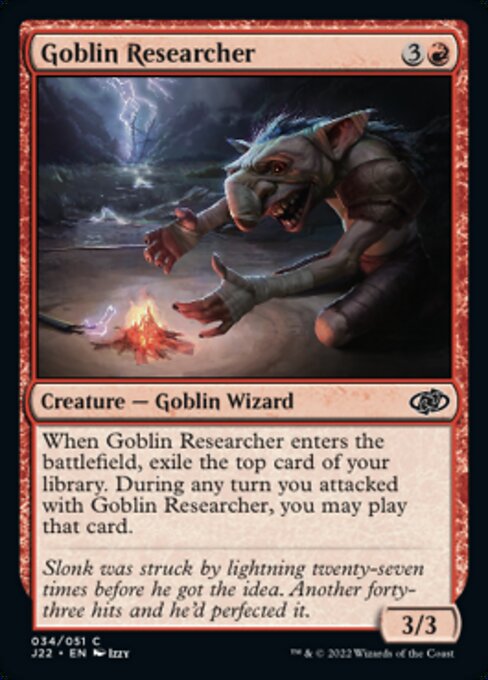 Goblin Researcher 3
Creature — Goblin Wizard
When Goblin Researcher enters the
battlefield, exile the top card of your
library. During any turn you attacked
with Goblin Researcher, you may play
that card.
Slonk was struck by lightning twenty-seven
times before he got the idea. Another forty-
three hits and he'd perfected it.
3/3
034/051 C
J22 • EN Izzy
™ & © 2022 Wizards of the Coast